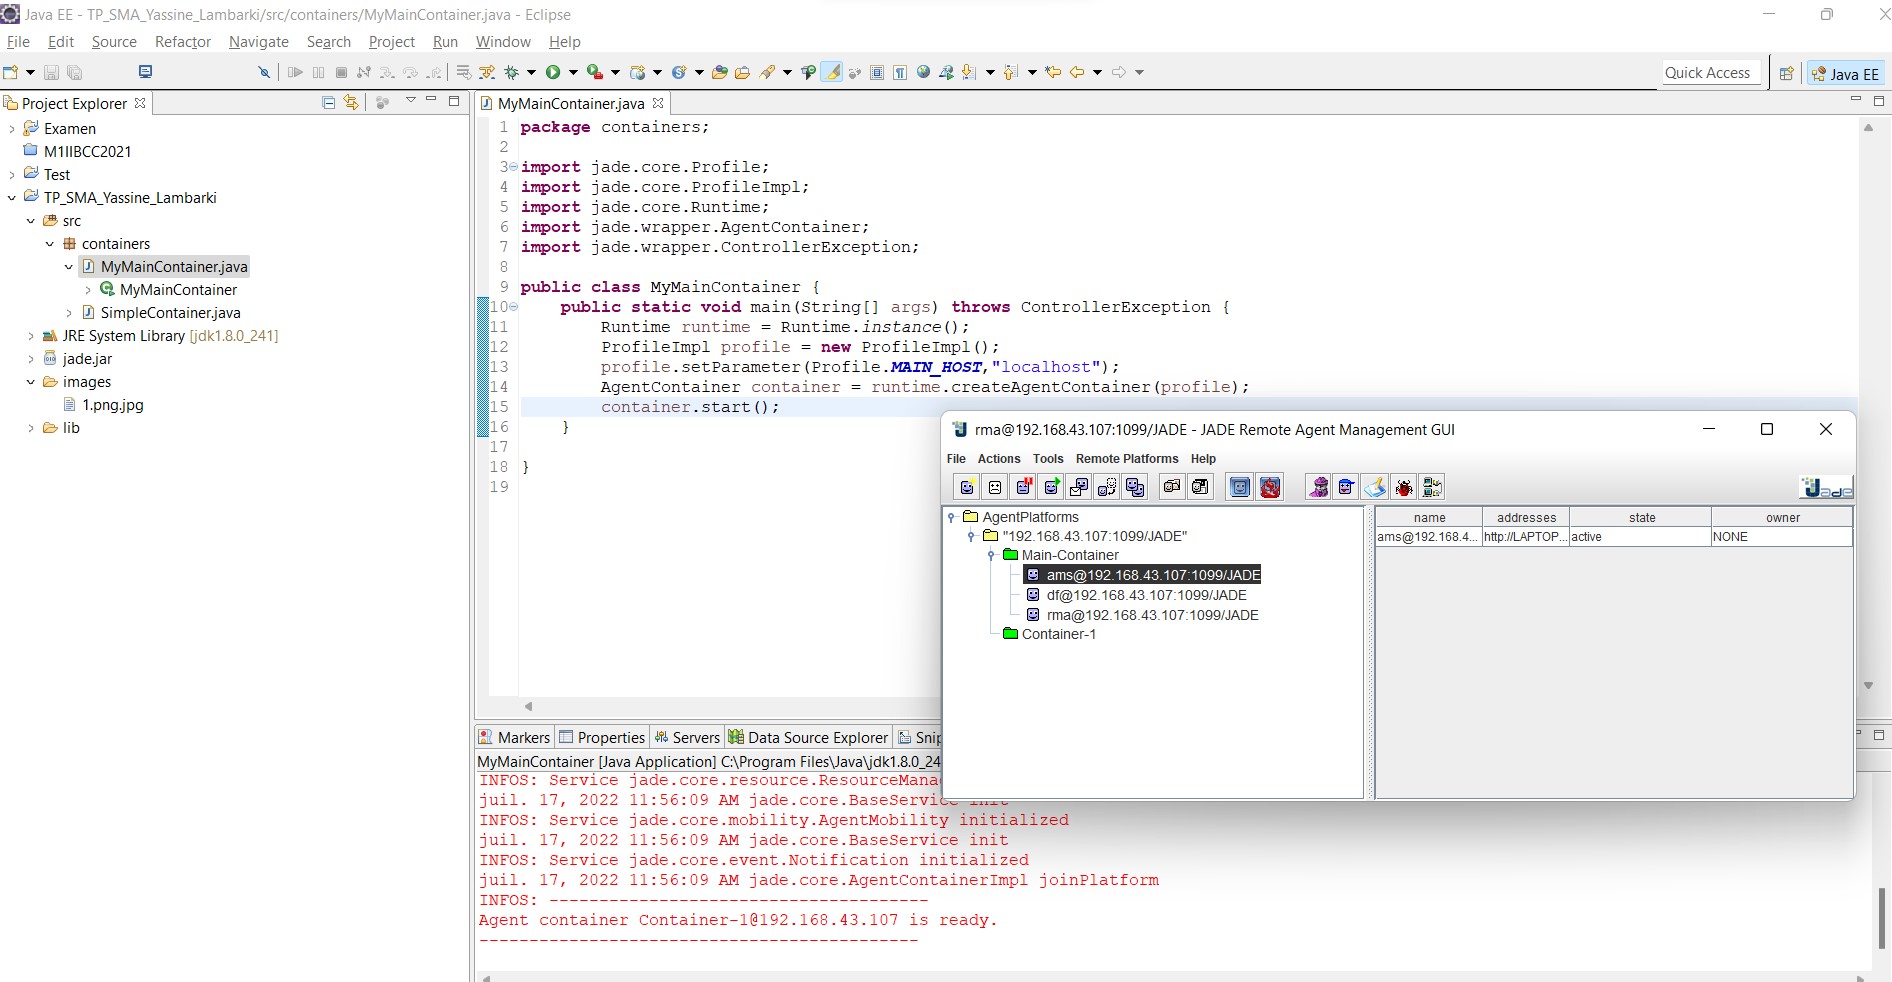 Java EE - TP_SMA_Yassine_Lambarki/src/containers/MyMainContainer.java - Eclipse
File Edit Source Refactor Navigate Search Project Run Window Help
Quick Access
Java EE
Project Explorer
Examen
M1IIBCC2021
Test
TP_SMA_Yassine_Lambarki
src
containers
MyMainContainer.java
MyMainContainer
SimpleContainer.java
JRE System Library [jdk1.8.0_241]
jade.jar
images
1.png.jpg
lib
MyMainContainer.java
1 package containers;
2
3 import jade.core.Profile;
4 import jade.core.ProfileImpl;
5 import jade.core.Runtime;
6 import jade.wrapper.AgentContainer;
7 import jade.wrapper.ControllerException;
8
9 public class MyMainContainer {
10 public static void main(String[] args) throws ControllerException {
11 Runtime runtime = Runtime.instance();
12 ProfileImpl profile = new ProfileImpl();
13 profile.setParameter(Profile.MAIN_HOST,"localhost");
14 AgentContainer container = runtime.createAgentContainer(profile);
15 container.start();
16 }
17
18 }
19
rma@192.168.43.107:1099/JADE - JADE Remote Agent Management GUI
File Actions Tools Remote Platforms Help
Jade
AgentPlatforms
"192.168.43.107:1099/JADE"
Main-Container
ams@192.168.43.107:1099/JADE
df@192.168.43.107:1099/JADE
rma@192.168.43.107:1099/JADE
Container-1
name addresses state owner
ams@192.168.4... http://LAPTOP... active NONE
Markers Properties Servers Data Source Explorer Snip
MyMainContainer [Java Application] C:\Program Files\Java\jdk1.8.0_24
INFOS: Service jade.core.resource.ResourceMana
juil. 17, 2022 11:56:09 AM jade.core.BaseService init
INFOS: Service jade.core.mobility.AgentMobility initialized
juil. 17, 2022 11:56:09 AM jade.core.BaseService init
INFOS: Service jade.core.event.Notification initialized
juil. 17, 2022 11:56:09 AM jade.core.AgentContainerImpl joinPlatform
INFOS: --------------------------------------
Agent container Container-1@192.168.43.107 is ready.
--------------------------------------------